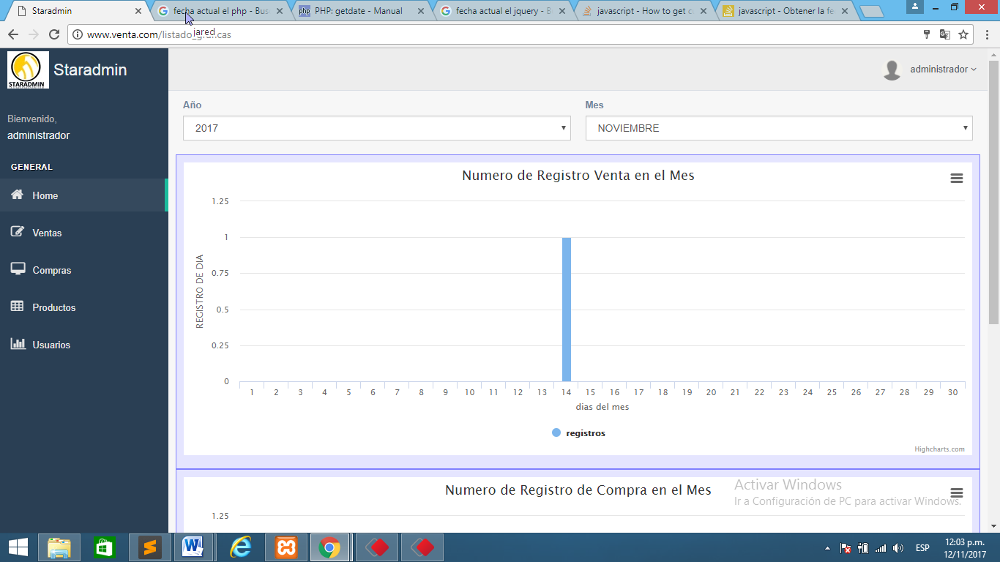 Staradmin
fecha actual el php - Bus
PHP: getdate - Manual
fecha actual el jquery - B
javascript - How to get c
javascript - Obtener la fe
jared
www.venta.com/listado_graficas
STARADMIN
Staradmin
administrador
Bienvenido,
administrador
GENERAL
Home
Ventas
Compras
Productos
Usuarios
Año
Mes
2017
NOVIEMBRE
Numero de Registro Venta en el Mes
1.25
1
0.75
0.5
0.25
0
REGISTRO DE DIA
1 2 3 4 5 6 7 8 9 10 11 12 13 14 15 16 17 18 19 20 21 22 23 24 25 26 27 28 29 30
dias del mes
registros
Highcharts.com
Numero de Registro de Compra en el Mes
1.25
Activar Windows
Ir a Configuración de PC para activar Windows.
ESP
12:03 p.m.
12/11/2017